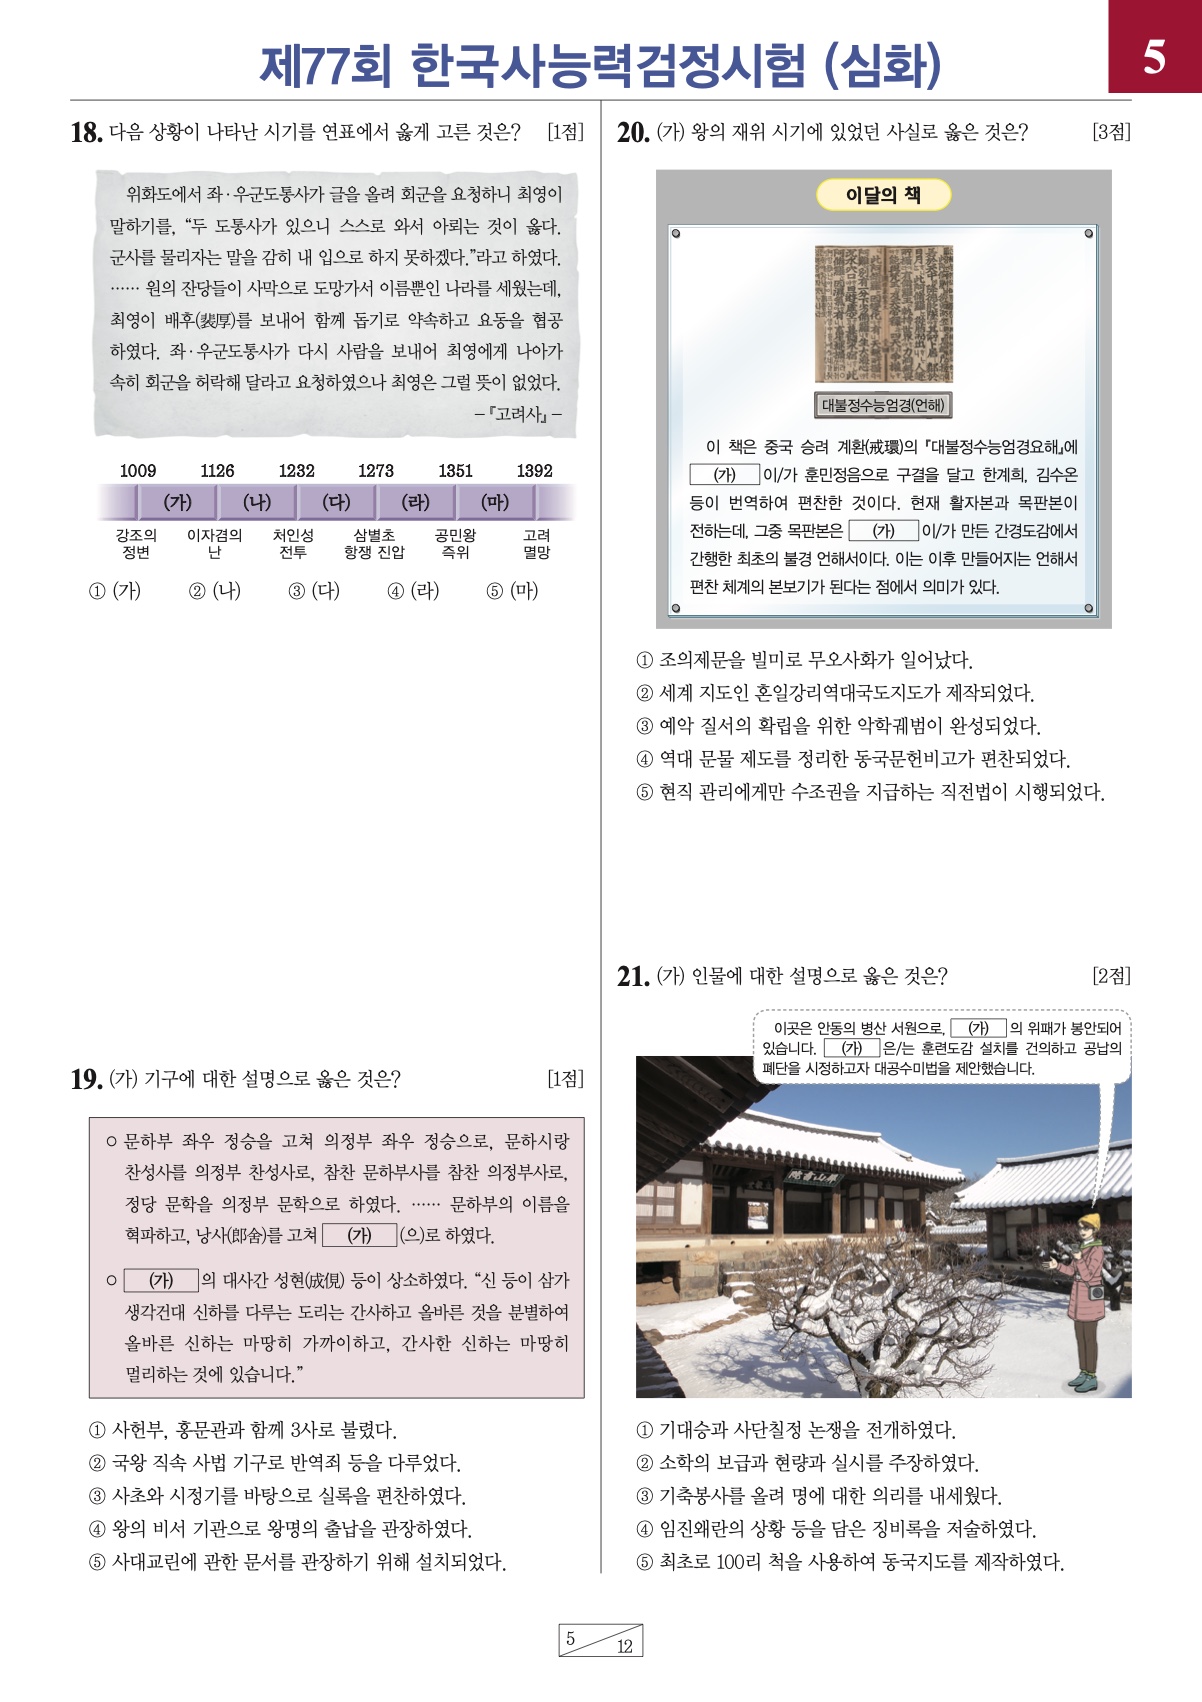 제77회 한국사능력검정시험 (심화)
5
18. 다음 상황이 나타난 시기를 연표에서 옳게 고른 것은? [1점]
위화도에서 좌·우군도통사가 글을 올려 회군을 요청하니 최영이
말하기를, “두 도통사가 있으니 스스로 와서 아뢰는 것이 옳다.
군사를 물리자는 말을 감히 내 입으로 하지 못하겠다.”라고 하였다.
…… 원의 잔당들이 사막으로 도망가서 이름뿐인 나라를 세웠는데,
최영이 배후(裴厚)를 보내어 함께 돕기로 약속하고 요동을 협공
하였다. 좌·우군도통사가 다시 사람을 보내어 최영에게 나아가
속히 회군을 허락해 달라고 요청하였으나 최영은 그럴 뜻이 없었다.
－『고려사』－
1009 1126 1232 1273 1351 1392
(가) (나) (다) (라) (마)
강조의 이자겸의 처인성 삼별초 공민왕 고려
정변 난 전투 항쟁 진압 즉위 멸망
① (가) ② (나) ③ (다) ④ (라) ⑤ (마)
19. (가) 기구에 대한 설명으로 옳은 것은? [1점]
○ 문하부 좌우 정승을 고쳐 의정부 좌우 정승으로, 문하시랑
찬성사를 의정부 찬성사로, 참찬 문하부사를 참찬 의정부사로,
정당 문학을 의정부 문학으로 하였다. …… 문하부의 이름을
혁파하고, 낭사(郎舍)를 고쳐 (가) (으)로 하였다.
○ (가) 의 대사간 성현(成俔) 등이 상소하였다. “신 등이 삼가
생각건대 신하를 다루는 도리는 간사하고 올바른 것을 분별하여
올바른 신하는 마땅히 가까이하고, 간사한 신하는 마땅히
멀리하는 것에 있습니다.”
① 사헌부, 홍문관과 함께 3사로 불렸다.
② 국왕 직속 사법 기구로 반역죄 등을 다루었다.
③ 사초와 시정기를 바탕으로 실록을 편찬하였다.
④ 왕의 비서 기관으로 왕명의 출납을 관장하였다.
⑤ 사대교린에 관한 문서를 관장하기 위해 설치되었다.
20. (가) 왕의 재위 시기에 있었던 사실로 옳은 것은? [3점]
이달의 책
대불정수능엄경(언해)
이 책은 중국 승려 계환(戒環)의 『대불정수능엄경요해』에
(가) 이/가 훈민정음으로 구결을 달고 한계희, 김수온
등이 번역하여 편찬한 것이다. 현재 활자본과 목판본이
전하는데, 그중 목판본은 (가) 이/가 만든 간경도감에서
간행한 최초의 불경 언해서이다. 이는 이후 만들어지는 언해서
편찬 체계의 본보기가 된다는 점에서 의미가 있다.
① 조의제문을 빌미로 무오사화가 일어났다.
② 세계 지도인 혼일강리역대국도지도가 제작되었다.
③ 예악 질서의 확립을 위한 악학궤범이 완성되었다.
④ 역대 문물 제도를 정리한 동국문헌비고가 편찬되었다.
⑤ 현직 관리에게만 수조권을 지급하는 직전법이 시행되었다.
21. (가) 인물에 대한 설명으로 옳은 것은? [2점]
이곳은 안동의 병산 서원으로, (가) 의 위패가 봉안되어
있습니다. (가) 은/는 훈련도감 설치를 건의하고 공납의
폐단을 시정하고자 대공수미법을 제안했습니다.
① 기대승과 사단칠정 논쟁을 전개하였다.
② 소학의 보급과 현량과 실시를 주장하였다.
③ 기축봉사를 올려 명에 대한 의리를 내세웠다.
④ 임진왜란의 상황 등을 담은 징비록을 저술하였다.
⑤ 최초로 100리 척을 사용하여 동국지도를 제작하였다.
5 12